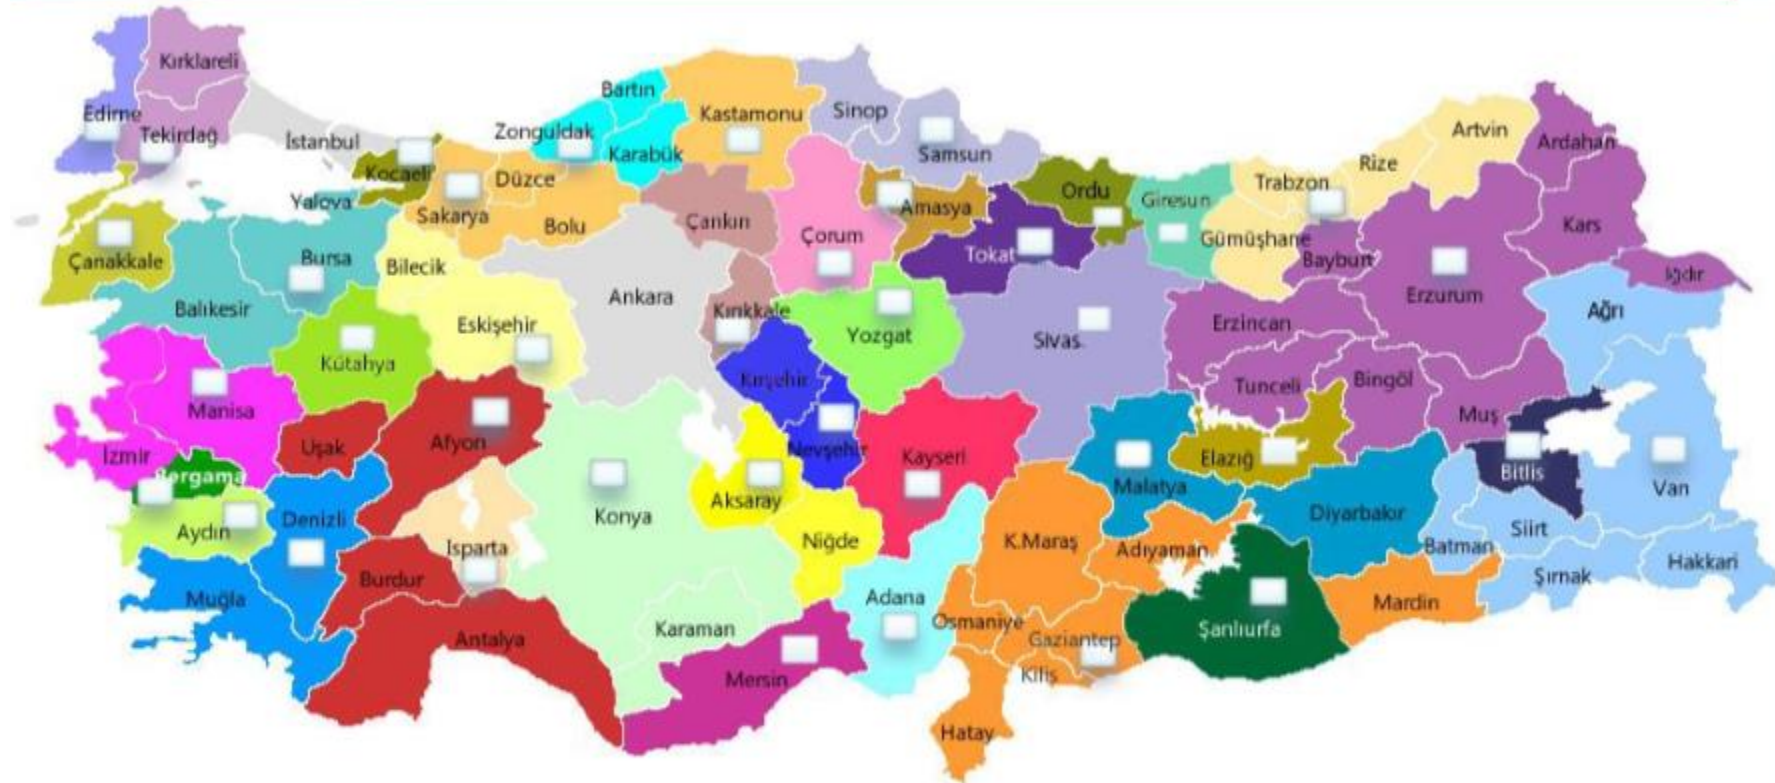 Kırklareli
Edirne
Tekirdağ
İstanbul
Kocaeli
Yalova
Sakarya
Düzce
Bolu
Zonguldak
Bartın
Karabük
Kastamonu
Sinop
Samsun
Çankırı
Çorum
Amasya
Tokat
Ordu
Giresun
Trabzon
Gümüşhane
Rize
Artvin
Ardahan
Kars
Bayburt
Erzurum
Iğdır
Ağrı
Çanakkale
Balıkesir
Bursa
Bilecik
Eskişehir
Kütahya
Ankara
Kırıkkale
Yozgat
Sivas
Erzincan
Tunceli
Bingöl
Muş
Manisa
İzmir
Uşak
Afyon
Kırşehir
Nevşehir
Kayseri
Malatya
Elazığ
Bitlis
Van
Bergama
Aydın
Denizli
Muğla
Isparta
Burdur
Antalya
Konya
Karaman
Aksaray
Niğde
Mersin
Adana
K.Maraş
Adıyaman
Osmaniye
Gaziantep
Kilis
Hatay
Şanlıurfa
Diyarbakır
Mardin
Batman
Siirt
Şırnak
Hakkari